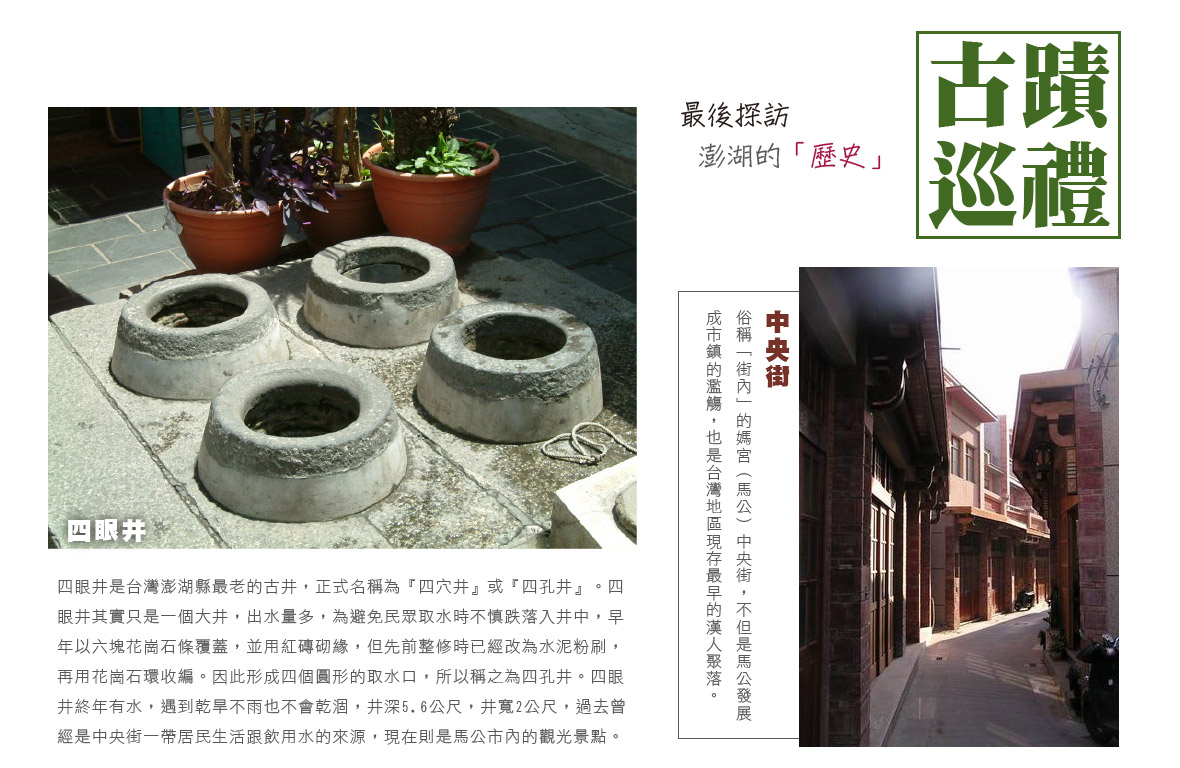 古蹟
巡禮
最後探訪
澎湖的「歷史」
四眼井
四眼井是台灣澎湖縣最老的古井，正式名稱為『四穴井』或『四孔井』。四
眼井其實只是一個大井，出水量多，為避免民眾取水時不慎跌落入井中，早
年以六塊花崗石條覆蓋，並用紅磚砌緣，但先前整修時已經改為水泥粉刷，
再用花崗石環收編。因此形成四個圓形的取水口，所以稱之為四孔井。四眼
井終年有水，遇到乾旱不雨也不會乾涸，井深5.6公尺，井寬2公尺，過去曾
經是中央街一帶居民生活跟飲用水的來源，現在則是馬公市內的觀光景點。
中央街
俗稱「街內」的媽宮（馬公）中央街，不但是馬公發展
成市鎮的濫觴，也是台灣地區現存最早的漢人聚落。